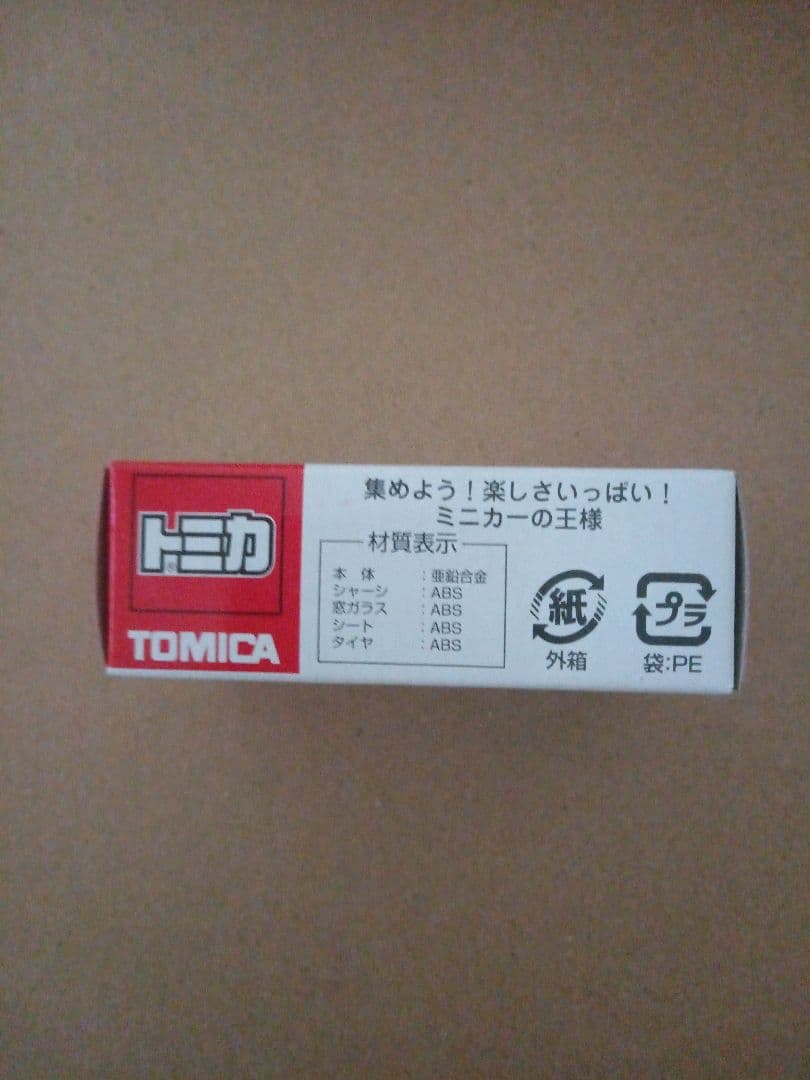 トミカ®
TOMICA
集めよう！楽しさいっぱい！
ミニカーの王様
材質表示
本　体　：亜鉛合金
シャーシ　：ABS
窓ガラス　：ABS
シート　：ABS
タイヤ　：ABS
紙
外箱
プラ
袋:PE